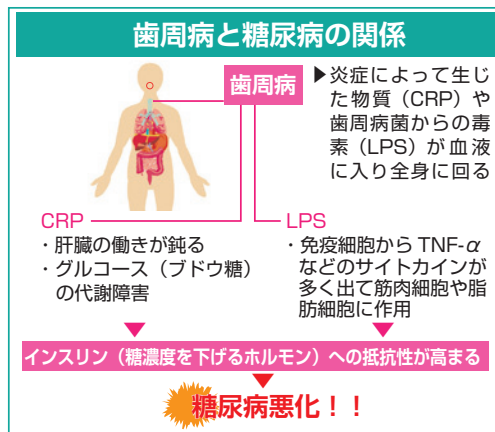 歯周病と糖尿病の関係
歯周病
▶炎症によって生じ
た物質（CRP）や
歯周病菌からの毒
素（LPS）が血液
に入り全身に回る
CRP
・肝臓の働きが鈍る
・グルコース（ブドウ糖）
の代謝障害
LPS
・免疫細胞から TNF-α
などのサイトカインが
多く出て筋肉細胞や脂
肪細胞に作用
インスリン（糖濃度を下げるホルモン）への抵抗性が高まる
糖尿病悪化！！